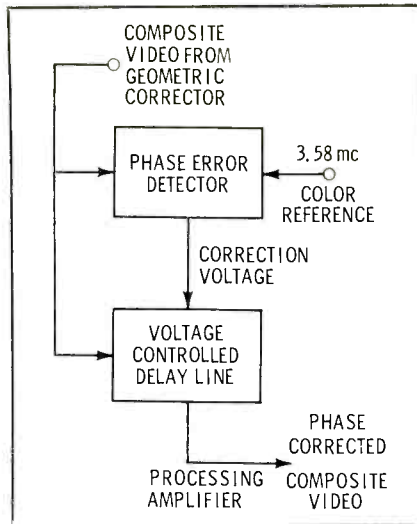 COMPOSITE
VIDEO FROM
GEOMETRIC
CORRECTOR
PHASE ERROR
DETECTOR
3.58 mc
COLOR
REFERENCE
CORRECTION
VOLTAGE
VOLTAGE
CONTROLLED
DELAY LINE
PROCESSING
AMPLIFIER
PHASE
CORRECTED
COMPOSITE
VIDEO